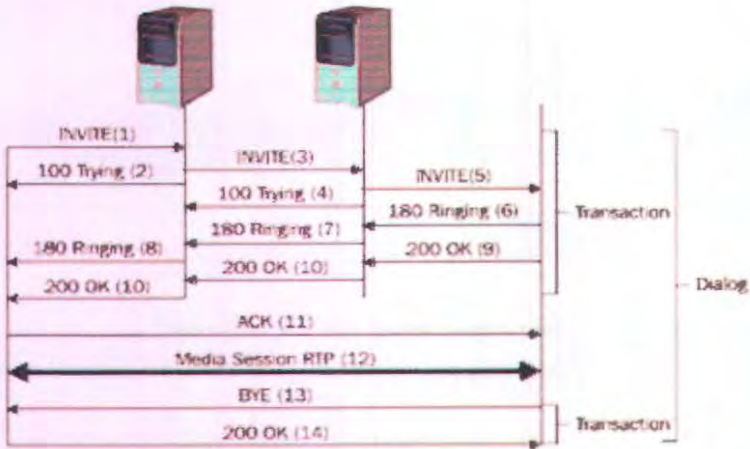 INVITE(1)
INVITE(3)
100 Trying (2)
INVITE(5)
100 Trying (4)
180 Ringing (6)
Transaction
180 Ringing (7)
180 Ringing (8)
200 OK (9)
200 OK (10)
200 OK (10)
Dialog
ACK (11)
Media Session RTP (12)
BYE (13)
Transaction
200 OK (14)